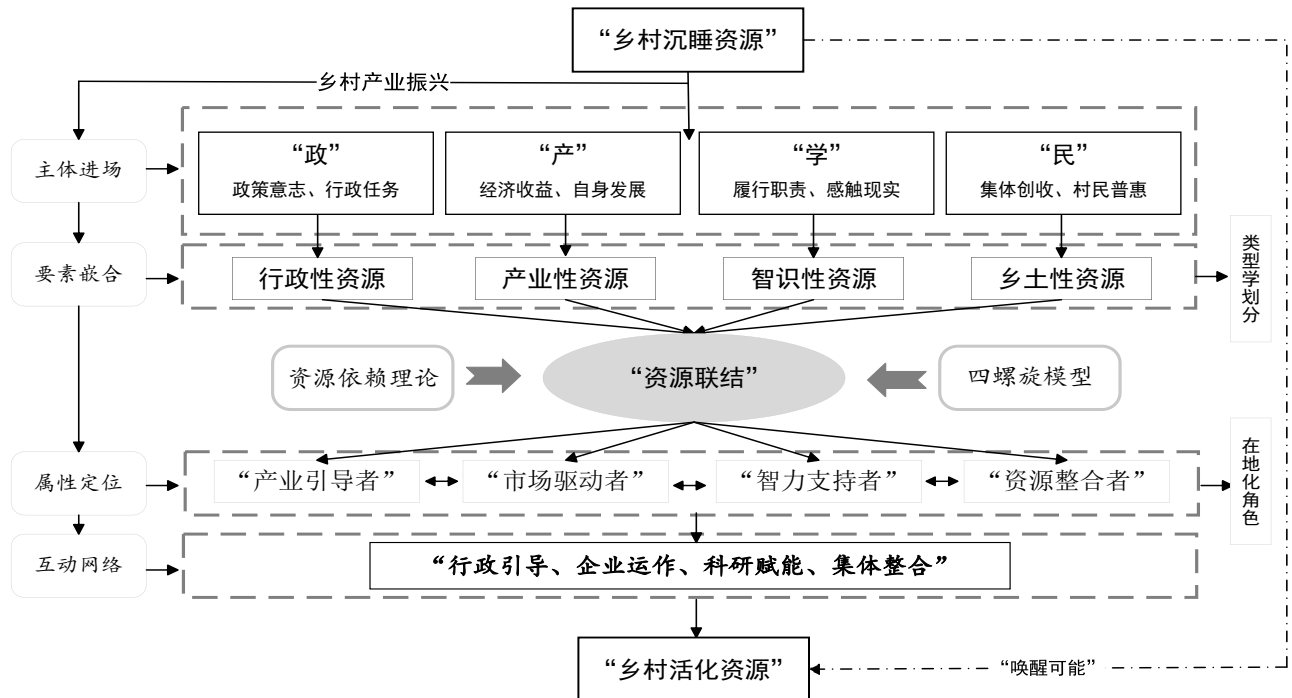 “乡村沉睡资源”
乡村产业振兴
主体进场
“政”
政策意志、行政任务
“产”
经济收益、自身发展
“学”
履行职责、感触现实
“民”
集体创收、村民普惠
要素嵌合
行政性资源
产业性资源
智识性资源
乡土性资源
类型学划分
资源依赖理论
“资源联结”
四螺旋模型
属性定位
“产业引导者”
“市场驱动者”
“智力支持者”
“资源整合者”
在地化角色
互动网络
“行政引导、企业运作、科研赋能、集体整合”
“乡村活化资源”
“唤醒可能”